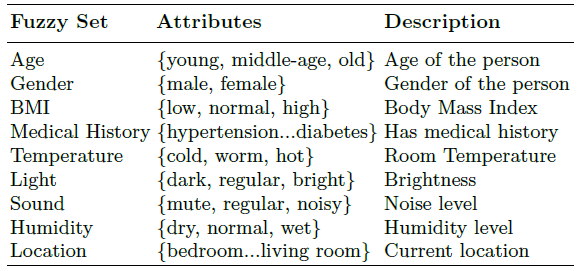 Fuzzy Set Attributes Description
Age {young, middle-age, old} Age of the person
Gender {male, female} Gender of the person
BMI {low, normal, high} Body Mass Index
Medical History {hypertension...diabetes} Has medical history
Temperature {cold, worm, hot} Room Temperature
Light {dark, regular, bright} Brightness
Sound {mute, regular, noisy} Noise level
Humidity {dry, normal, wet} Humidity level
Location {bedroom...living room} Current location